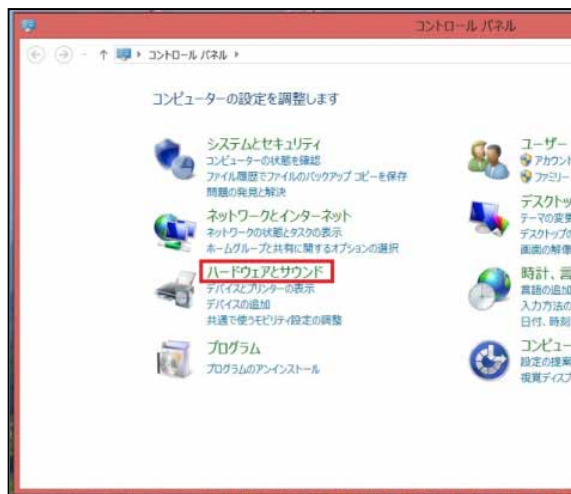 コントロール パネル
コントロール パネル
コンピューターの設定を調整します
システムとセキュリティ
コンピューターの状態を確認
ファイル履歴でファイルのバックアップ コピーを保存
問題の発見と解決
ネットワークとインターネット
ネットワークの状態とタスクの表示
ホームグループと共有に関するオプションの選択
ハードウェアとサウンド
デバイスとプリンターの表示
デバイスの追加
共通で使うモビリティ設定の調整
プログラム
プログラムのアンインストール
ユーザー
アカウント
ファミリー
デスクトッ
テーマの変更
デスクトップの
画面の解像
時計、言
言語の追加
入力方法の
日付、時刻
コンピュー
設定の提案
視覚ディスプ